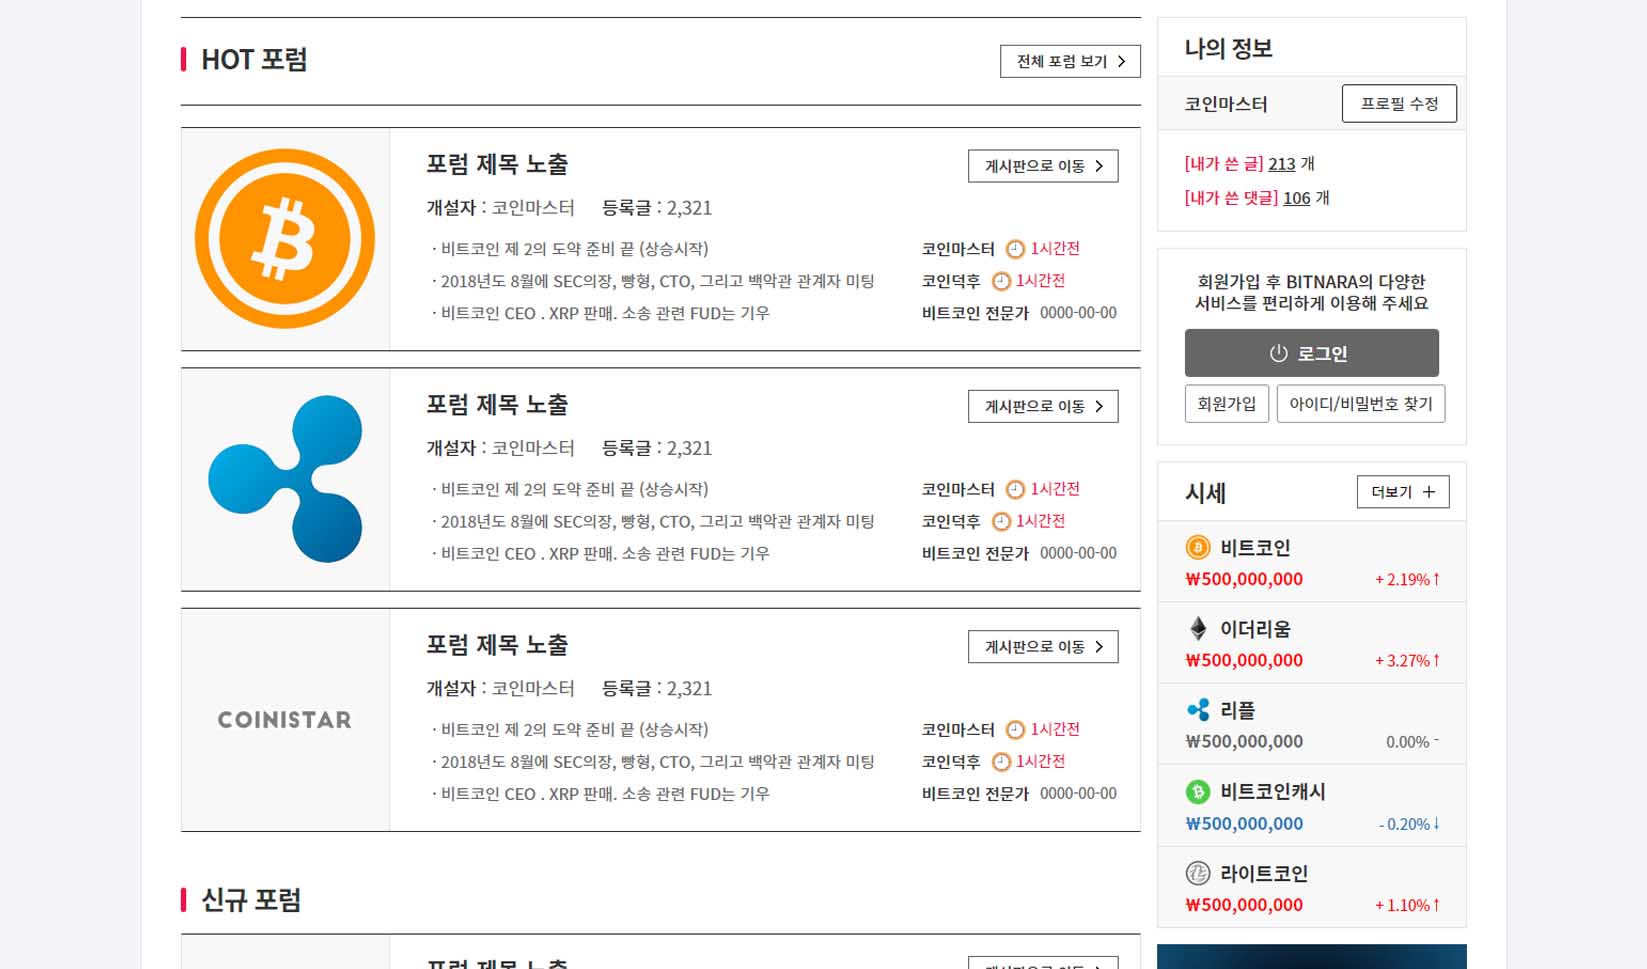 HOT 포럼
전체 포럼 보기
포럼 제목 노출
게시판으로 이동
개설자 : 코인마스터 등록글 : 2,321
· 비트코인 제 2의 도약 준비 끝 (상승시작) 코인마스터 1시간전
· 2018년도 8월에 SEC의장, 빵형, CTO, 그리고 백악관 관계자 미팅 코인덕후 1시간전
· 비트코인 CEO . XRP 판매. 소송 관련 FUD는 기우 비트코인 전문가 0000-00-00
포럼 제목 노출
게시판으로 이동
개설자 : 코인마스터 등록글 : 2,321
· 비트코인 제 2의 도약 준비 끝 (상승시작) 코인마스터 1시간전
· 2018년도 8월에 SEC의장, 빵형, CTO, 그리고 백악관 관계자 미팅 코인덕후 1시간전
· 비트코인 CEO . XRP 판매. 소송 관련 FUD는 기우 비트코인 전문가 0000-00-00
COINISTAR
포럼 제목 노출
게시판으로 이동
개설자 : 코인마스터 등록글 : 2,321
· 비트코인 제 2의 도약 준비 끝 (상승시작) 코인마스터 1시간전
· 2018년도 8월에 SEC의장, 빵형, CTO, 그리고 백악관 관계자 미팅 코인덕후 1시간전
· 비트코인 CEO . XRP 판매. 소송 관련 FUD는 기우 비트코인 전문가 0000-00-00
신규 포럼
포럼 제목 노출
게시판으로 이동
나의 정보
코인마스터 프로필 수정
[내가 쓴 글] 213 개
[내가 쓴 댓글] 106 개
회원가입 후 BITNARA의 다양한
서비스를 편리하게 이용해 주세요
로그인
회원가입 아이디/비밀번호 찾기
시세 더보기 +
비트코인
₩500,000,000 + 2.19%↑
이더리움
₩500,000,000 + 3.27%↑
리플
₩500,000,000 0.00% -
비트코인캐시
₩500,000,000 - 0.20%↓
라이트코인
₩500,000,000 + 1.10%↑